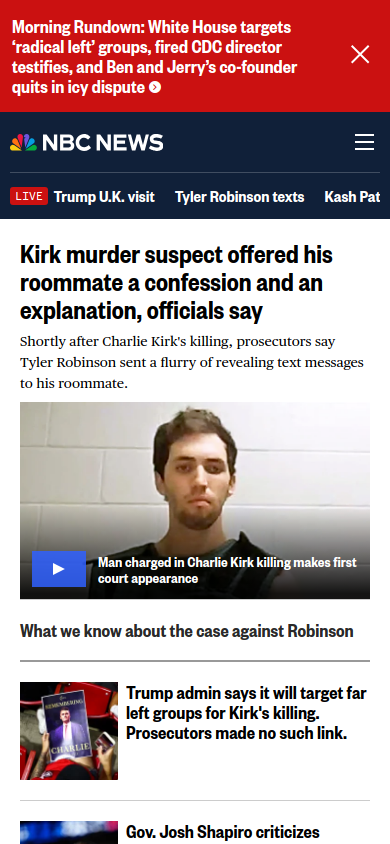 Morning Rundown: White House targets
‘radical left’ groups, fired CDC director
testifies, and Ben and Jerry’s co-founder
quits in icy dispute
NBC NEWS
LIVE Trump U.K. visit Tyler Robinson texts Kash Pat
Kirk murder suspect offered his
roommate a confession and an
explanation, officials say
Shortly after Charlie Kirk's killing, prosecutors say
Tyler Robinson sent a flurry of revealing text messages
to his roommate.
Man charged in Charlie Kirk killing makes first
court appearance
What we know about the case against Robinson
REMEMBERING
CHARLIE
Trump admin says it will target far
left groups for Kirk's killing.
Prosecutors made no such link.
Gov. Josh Shapiro criticizes